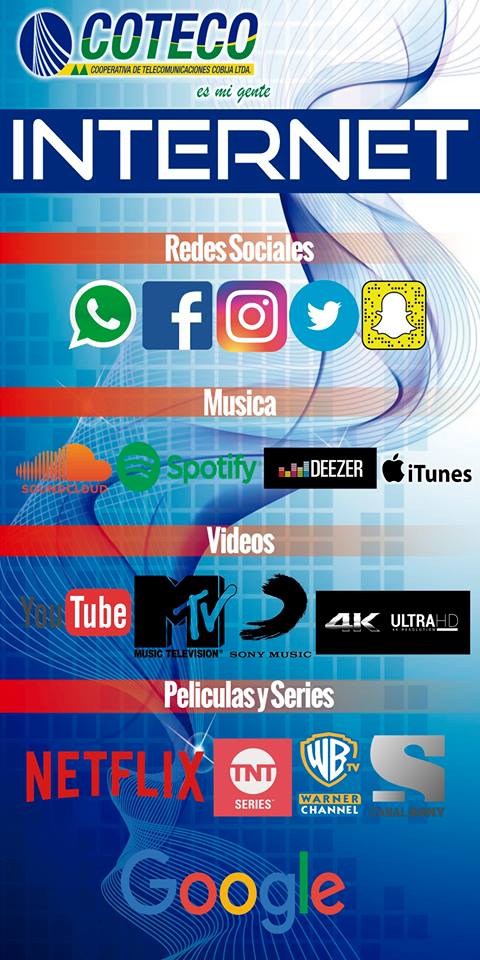 COTECO
COOPERATIVA DE TELECOMUNICACIONES COBIJA LTDA.
es mi gente
INTERNET
Redes Sociales
Musica
SOUNDCLOUD Spotify DEEZER iTunes
Videos
YouTube MTV MUSIC TELEVISION® SONY MUSIC 4K ULTRAHD 4K RESOLUTION
Peliculas y Series
NETFLIX TNT SERIES WB TV WARNER CHANNEL CANAL SONY
Google